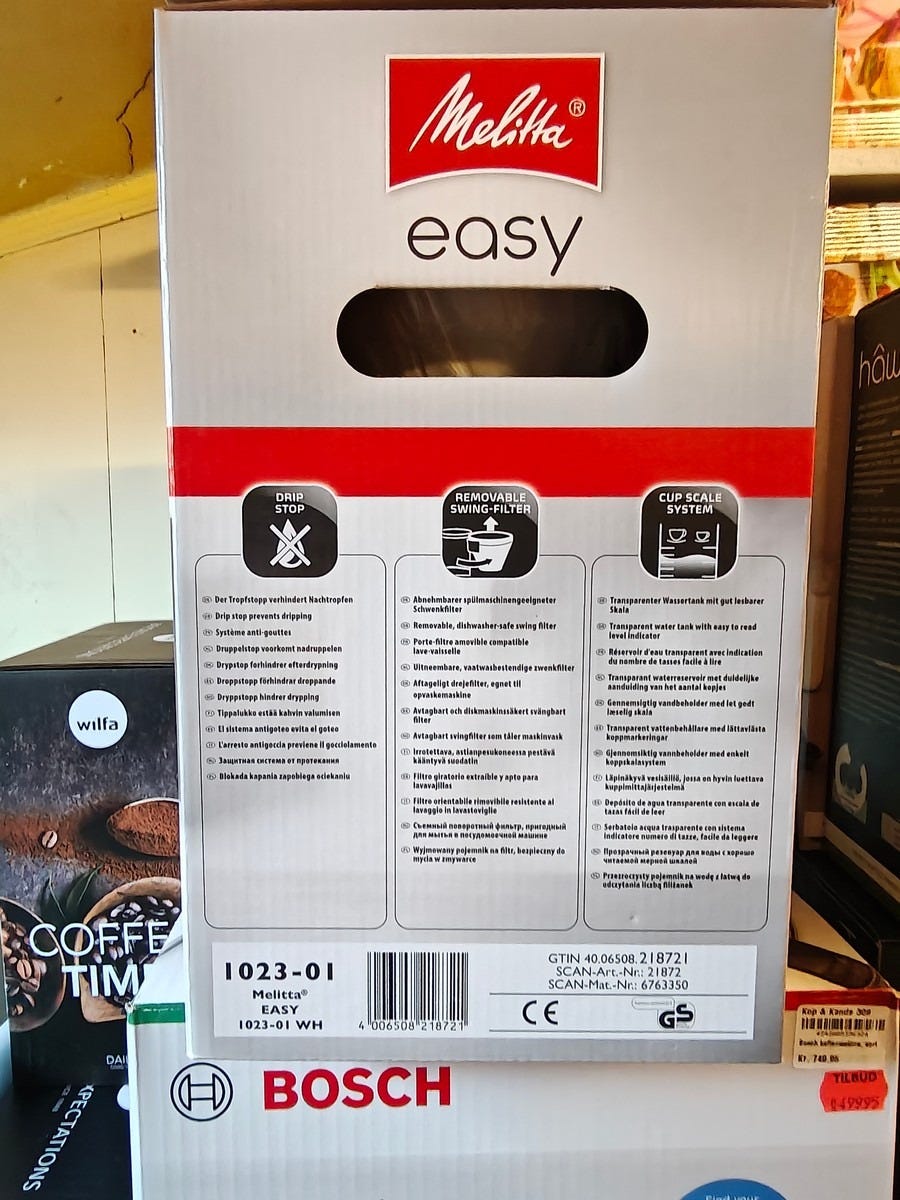 Melitta®
easy
DRIP
STOP
Der Tropfstopp verhindert Nachtropfen
Drip stop prevents dripping
Système anti-gouttes
Druppelstop voorkomt nadruppelen
Drypstop forhindrer efterdrypning
Droppstopp förhindrar droppande
Dryppstopp hindrer drypping
Tippalukko estää kahvin valumisen
El sistema antigoteo evita el goteo
L'arresto antigoccia previene il gocciolamento
Защитная система от протекания
Blokada kapania zapobiega ociekaniu
REMOVABLE
SWING-FILTER
Abnehmbarer spülmaschinengeeigneter
Schwenkfilter
Removable, dishwasher-safe swing filter
Porte-filtre amovible compatible
lave-vaisselle
Uitneembare, vaatwasbestendige zwenkfilter
Aftageligt drejefilter, egnet til
opvaskemaskine
Avtagbart och diskmaskinssäkert svängbart
filter
Avtagbart svingfilter som tåler maskinvask
Irrotettava, astianpesukoneessa pestävä
kääntyvä suodatin
Filtro giratorio extraíble y apto para
lavavajillas
Filtro orientabile rimovibile resistente al
lavaggio in lavastoviglie
Съемный поворотный фильтр, пригодный
для мытья в посудомоечной машине
Wyjmowany pojemnik na filtr, bezpieczny do
mycia w zmywarce
CUP SCALE
SYSTEM
Transparenter Wassertank mit gut lesbarer
Skala
Transparent water tank with easy to read
level indicator
Réservoir d'eau transparent avec indication
du nombre de tasses facile à lire
Transparant waterreservoir met duidelijke
aanduiding van het aantal kopjes
Gennemsigtig vandbeholder med let godt
læselig skala
Transparent vattenbehållare med lättavlästa
koppmarkeringar
Gjennomsiktig vannbeholder med enkelt
koppskalasystem
Läpinäkyvä vesisäiliö, jossa on hyvin luettava
kuppimittajärjestelmä
Depósito de agua transparente con escala de
tazas fácil de leer
Serbatoio acqua trasparente con sistema
indicatore numero di tazze, facile da leggere
Прозрачный резервуар для воды с хорошо
читаемой мерной шкалой
Przezroczysty pojemnik na wodę z łatwą do
odczytania liczbą filiżanek
1023-01
Melitta®
EASY
1023-01 WH
4 006508 218721
GTIN 40.06508.218721
SCAN-Art.-Nr.: 21872
SCAN-Mat.-Nr.: 6763350
CE
GS
wilfa
COFFE
TIM
DAI
XPECTATIONS
hâw
BOSCH
Kop & Kande 309
Kr. 749.95
TILBUD
Find your